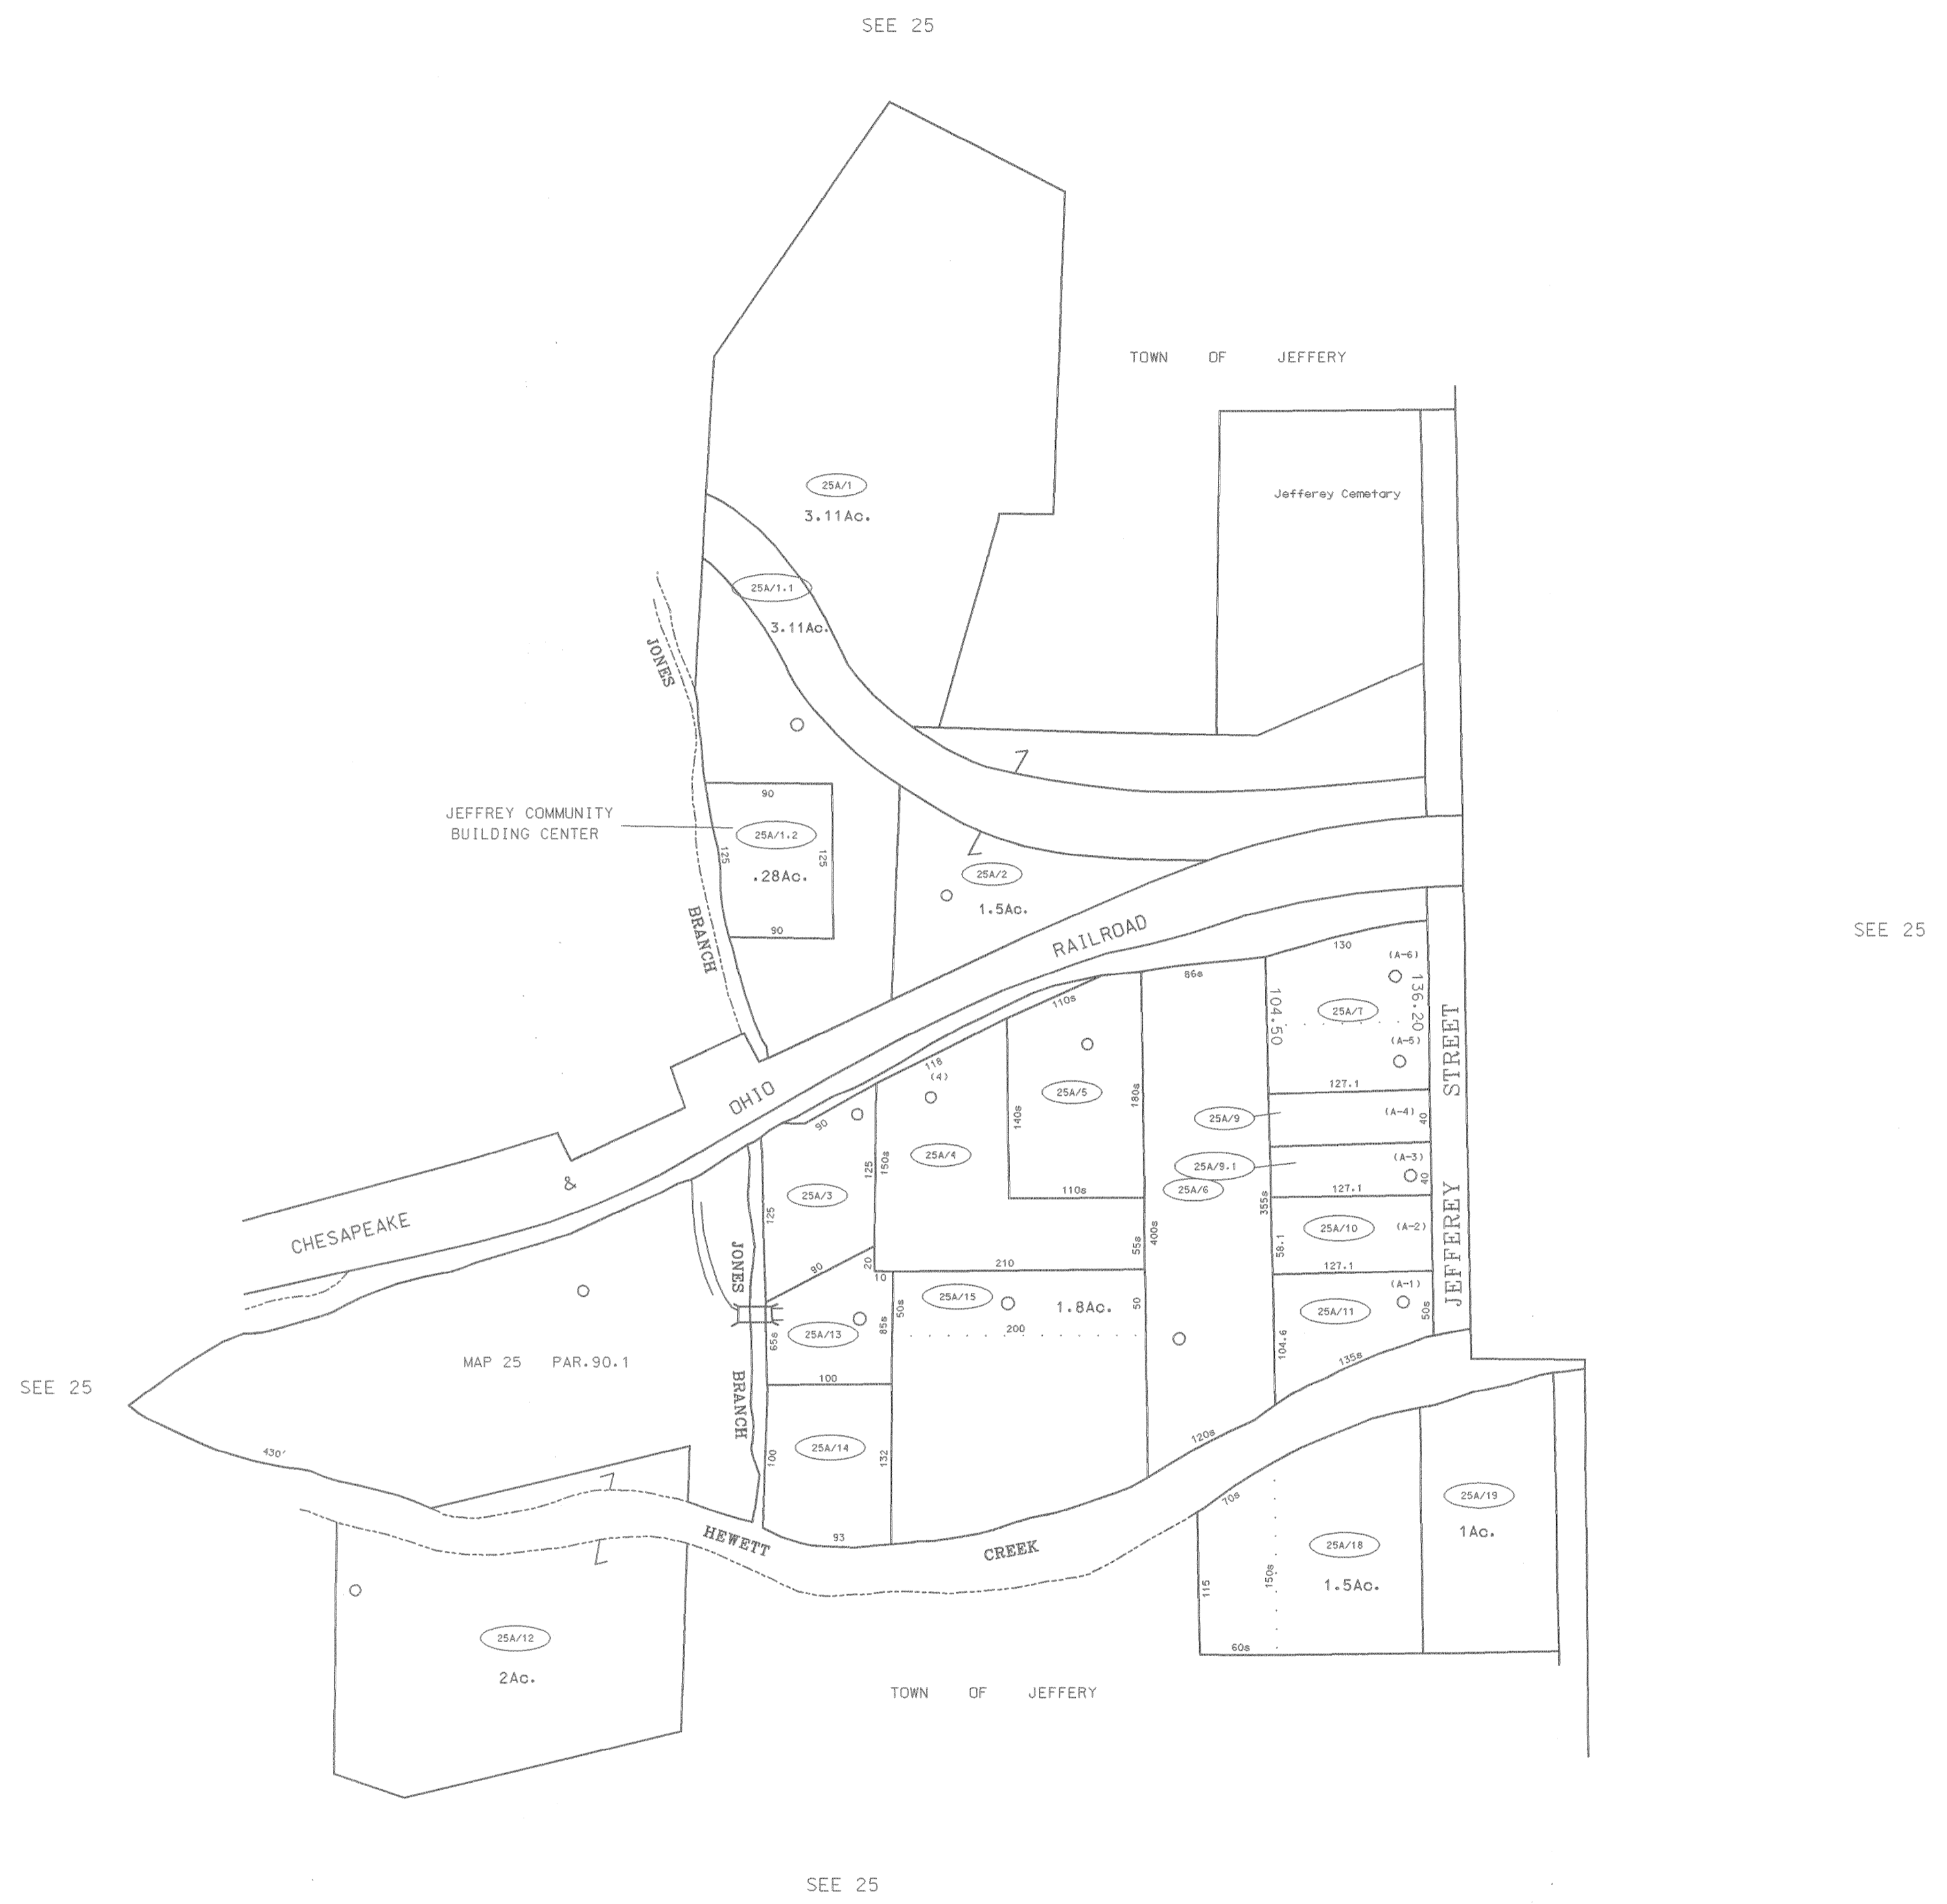 SEE 25
TOWN OF JEFFERY
25A/1
3.11Ac.
Jefferey Cemetary
25A/1.1
3.11Ac.
JONES
BRANCH
JEFFREY COMMUNITY
BUILDING CENTER
90
25A/1.2
125
125
.28Ac.
90
25A/2
1.5Ac.
SEE 25
CHESAPEAKE
&
OHIO
RAILROAD
130
(A-6)
86s
110s
104.50
136.20
25A/7
(A-5)
STREET
JEFFEREY
118
(4)
25A/5
180s
140s
127.1
25A/9
(A-4)
40
90
125
150s
25A/4
25A/9.1
(A-3)
40
25A/3
110s
25A/6
355s
127.1
125
400s
25A/10
(A-2)
58.1
55s
JONES
BRANCH
90
20
10
210
127.1
25A/15
1.8Ac.
50
50s
(A-1)
25A/11
50s
25A/13
65s
85s
200
104.6
135s
MAP 25 PAR.90.1
SEE 25
100
430'
25A/14
100
132
120s
70s
25A/19
1Ac.
93
HEWETT
CREEK
25A/18
1.5Ac.
115
150s
60s
25A/12
2Ac.
TOWN OF JEFFERY
SEE 25